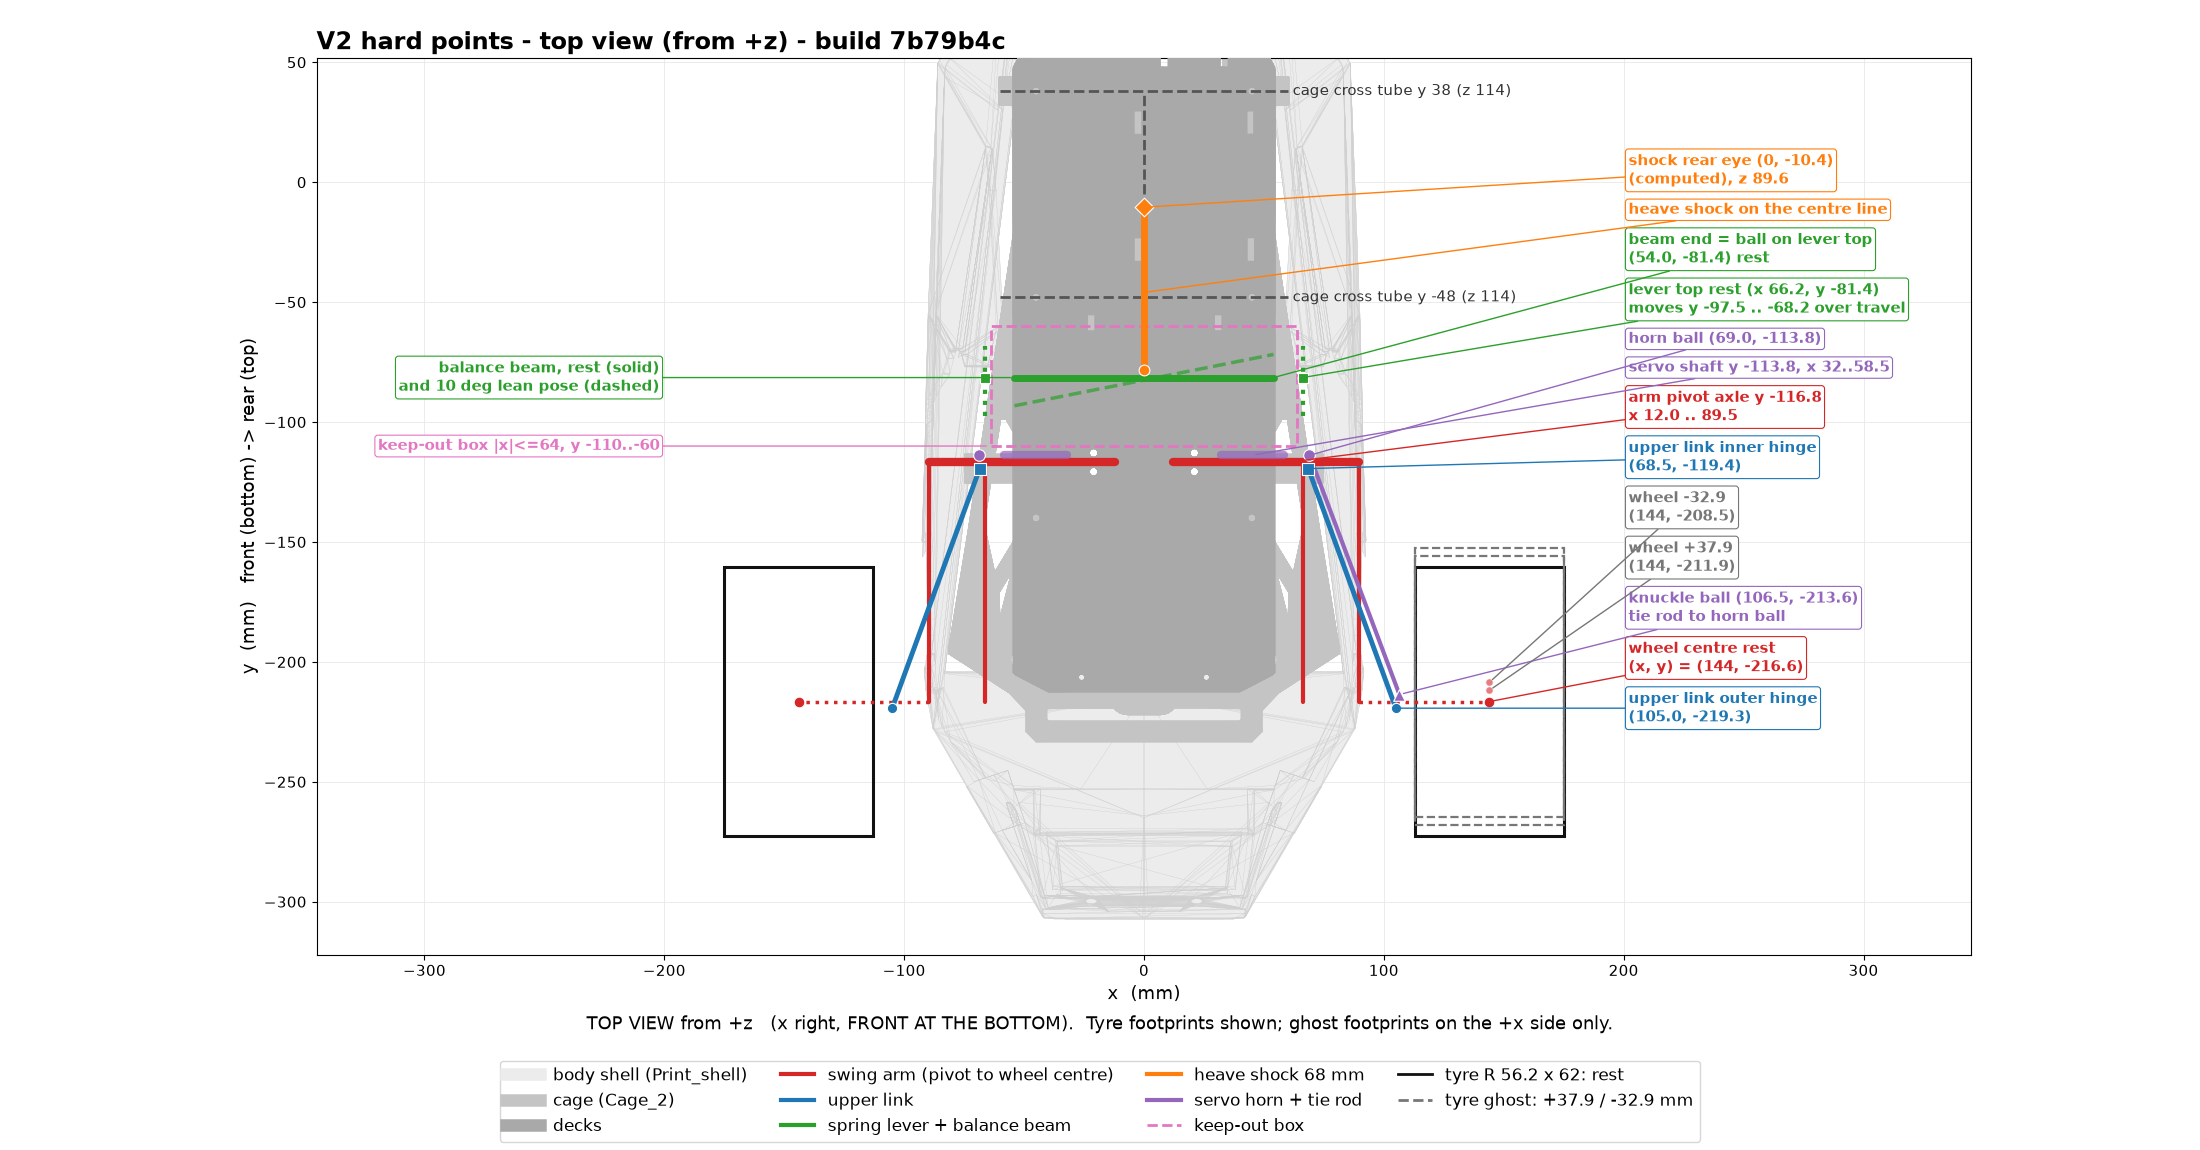 V2 hard points - top view (from +z) - build 7b79b4c
50
0
−50
−100
−150
−200
−250
−300
y (mm) front (bottom) -> rear (top)
cage cross tube y 38 (z 114)
cage cross tube y -48 (z 114)
balance beam, rest (solid)
and 10 deg lean pose (dashed)
keep-out box |x|<=64, y -110..-60
shock rear eye (0, -10.4)
(computed), z 89.6
heave shock on the centre line
beam end = ball on lever top
(54.0, -81.4) rest
lever top rest (x 66.2, y -81.4)
moves y -97.5 .. -68.2 over travel
horn ball (69.0, -113.8)
servo shaft y -113.8, x 32..58.5
arm pivot axle y -116.8
x 12.0 .. 89.5
upper link inner hinge
(68.5, -119.4)
wheel -32.9
(144, -208.5)
wheel +37.9
(144, -211.9)
knuckle ball (106.5, -213.6)
tie rod to horn ball
wheel centre rest
(x, y) = (144, -216.6)
upper link outer hinge
(105.0, -219.3)
−300
−200
−100
0
100
200
300
x (mm)
TOP VIEW from +z (x right, FRONT AT THE BOTTOM). Tyre footprints shown; ghost footprints on the +x side only.
body shell (Print_shell)
cage (Cage_2)
decks
swing arm (pivot to wheel centre)
upper link
spring lever + balance beam
heave shock 68 mm
servo horn + tie rod
keep-out box
tyre R 56.2 x 62: rest
tyre ghost: +37.9 / -32.9 mm